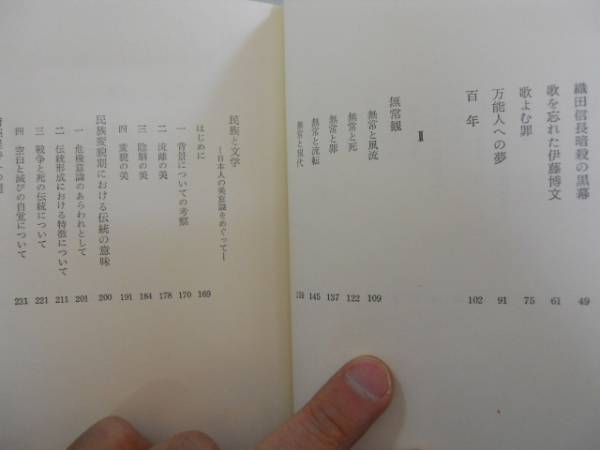 織田信長暗殺の黒幕 49
歌を忘れた伊藤博文 61
歌よむ罪 75
万能人への夢 91
百年 102
II
無常観
無常と風流 109
無常と死 122
無常と罪 137
無常と流転 145
無常と現代
民族と文学
―日本人の美意識をめぐって―
はじめに 169
一 背景についての考察 170
二 流離の美 178
三 陰翳の美 184
四 変貌の美 191
民族変貌期における伝統の意味 200
一 危機意識のあらわれとして 201
二 伝統形成における特徴について 211
三 戦争と死の伝統について 221
四 空白と滅びの自覚について 231